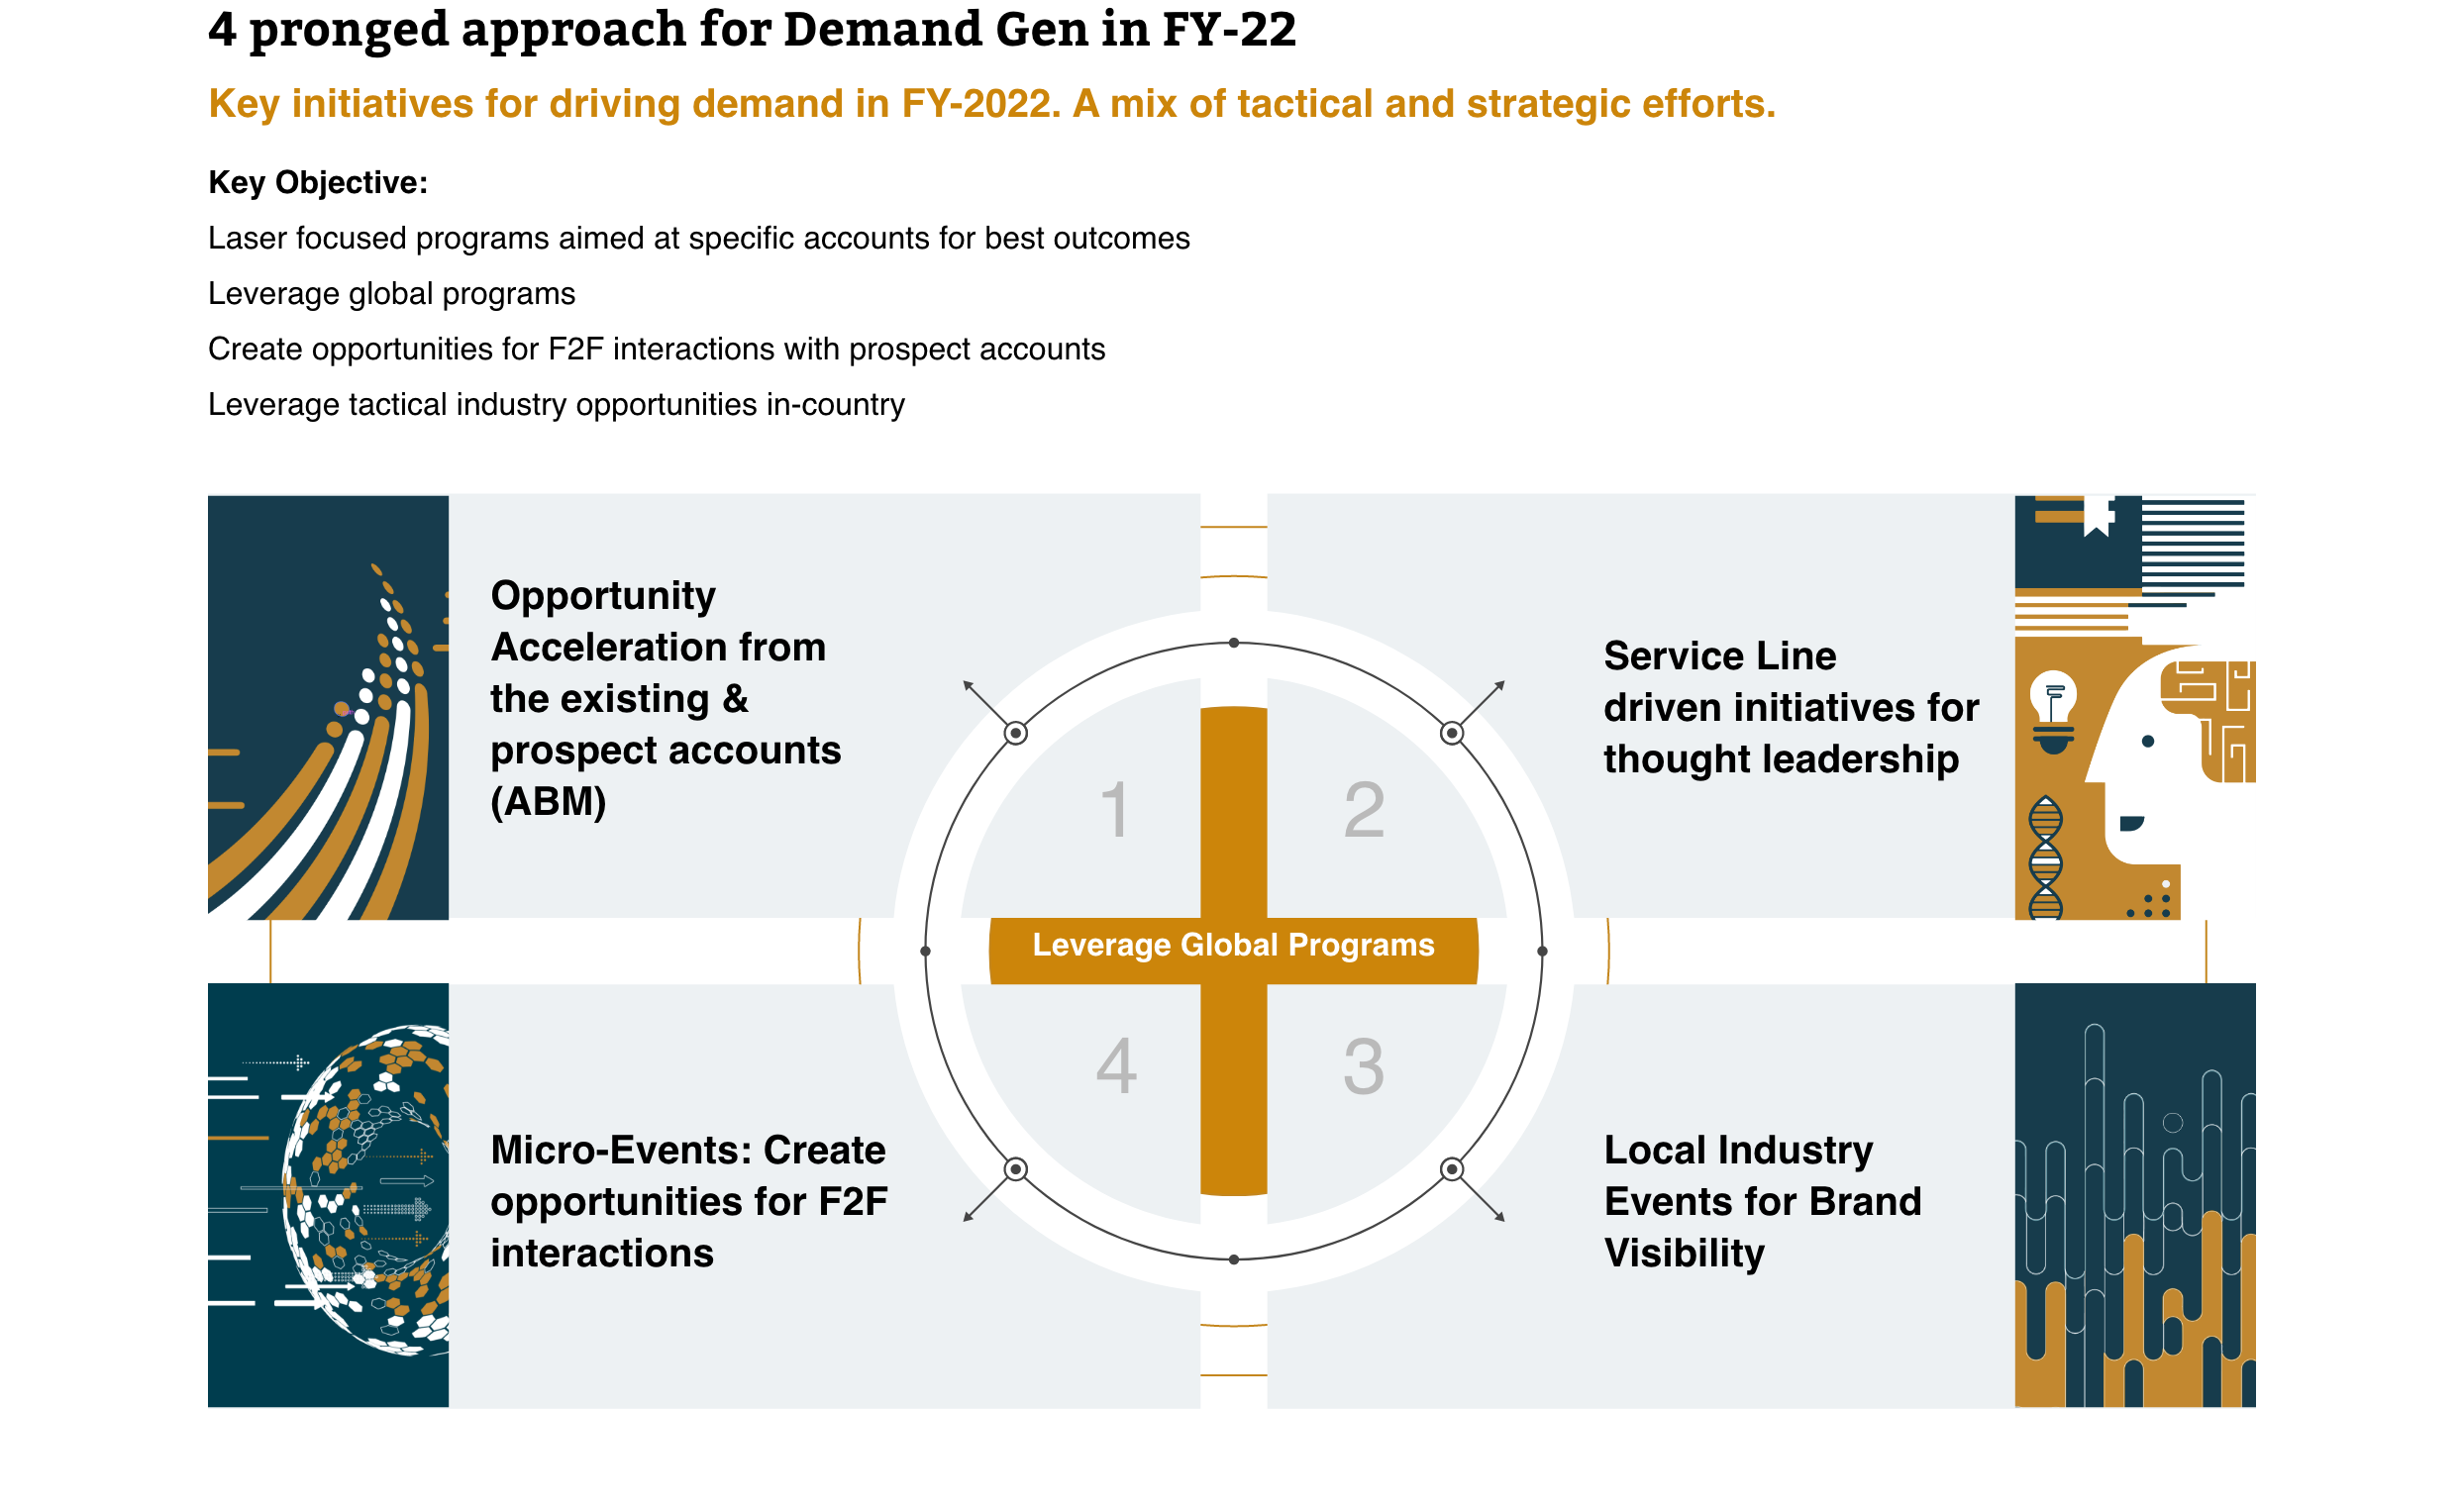 4 pronged approach for Demand Gen in FY-22
Key initiatives for driving demand in FY-2022. A mix of tactical and strategic efforts.
Key Objective:
Laser focused programs aimed at specific accounts for best outcomes
Leverage global programs
Create opportunities for F2F interactions with prospect accounts
Leverage tactical industry opportunities in-country
Opportunity
Acceleration from
the existing &
prospect accounts
(ABM)
1
2
Service Line
driven initiatives for
thought leadership
Leverage Global Programs
4
3
Micro-Events: Create
opportunities for F2F
interactions
Local Industry
Events for Brand
Visibility